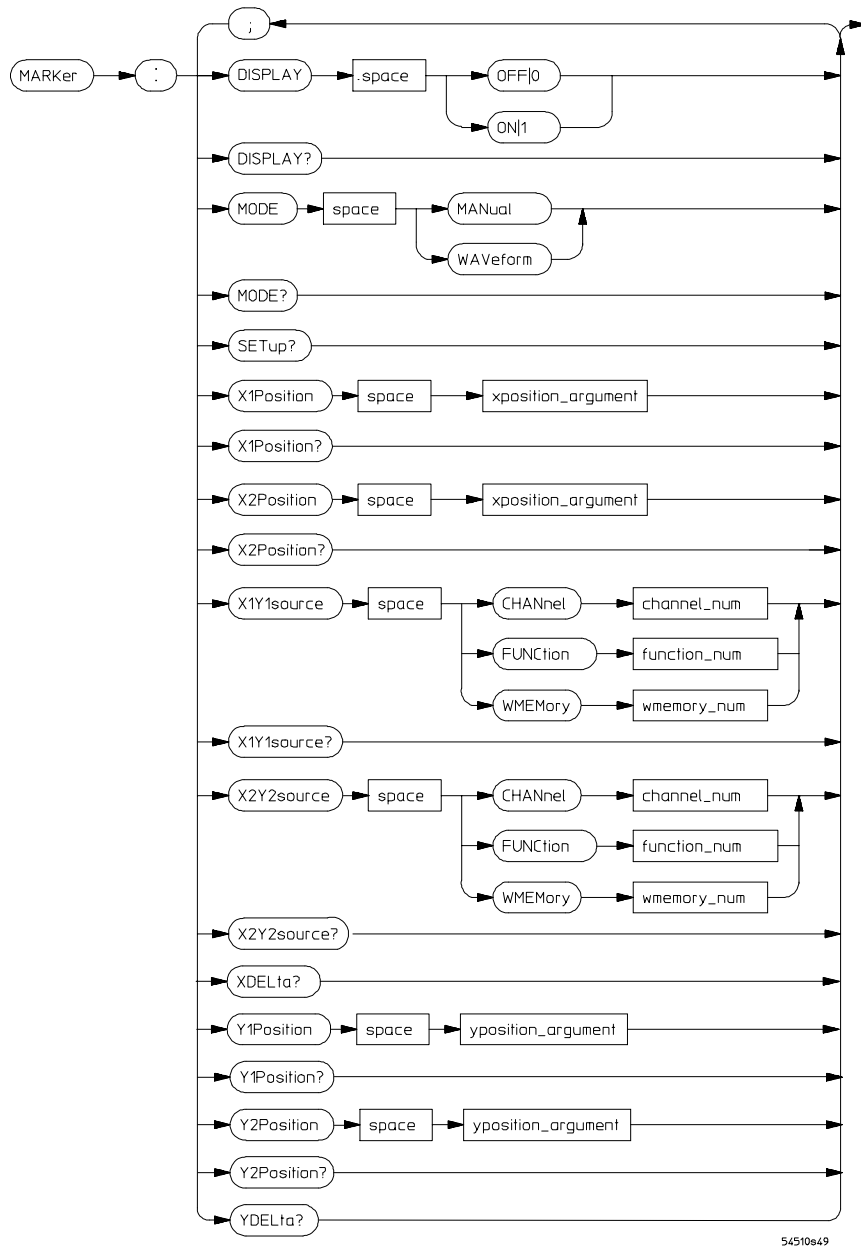 ;
MARKer : DISPLAY .space OFF|0
ON|1
DISPLAY?
MODE space MANual
WAVeform
MODE?
SETup?
X1Position space xposition_argument
X1Position?
X2Position space xposition_argument
X2Position?
X1Y1source space CHANnel channel_num
FUNCtion function_num
WMEMory wmemory_num
X1Y1source?
X2Y2source space CHANnel channel_num
FUNCtion function_num
WMEMory wmemory_num
X2Y2source?
XDELta?
Y1Position space yposition_argument
Y1Position?
Y2Position space yposition_argument
Y2Position?
YDELta?
54510s49